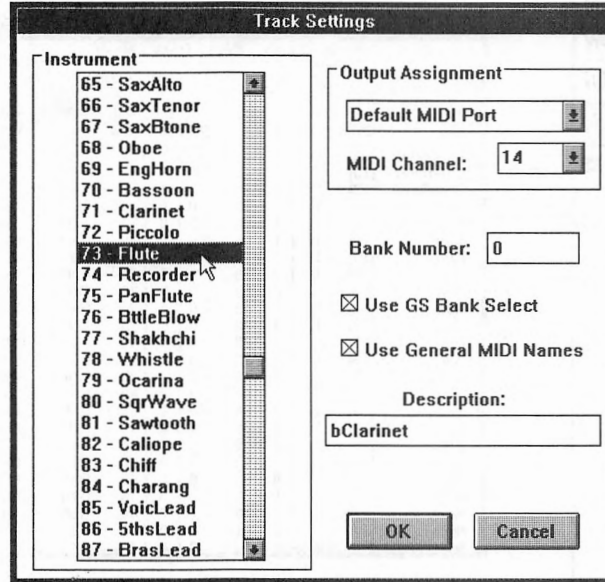 Track Settings
Instrument
65 - SaxAlto
66 - SaxTenor
67 - SaxBtone
68 - Oboe
69 - EngHorn
70 - Bassoon
71 - Clarinet
72 - Piccolo
73 - Flute
74 - Recorder
75 - PanFlute
76 - BttleBlow
77 - Shakhchi
78 - Whistle
79 - Ocarina
80 - SqrWave
81 - Sawtooth
82 - Caliope
83 - Chiff
84 - Charang
85 - VoicLead
86 - 5thsLead
87 - BrasLead
Output Assignment
Default MIDI Port
MIDI Channel: 14
Bank Number: 0
Use GS Bank Select
Use General MIDI Names
Description:
bClarinet
OK Cancel